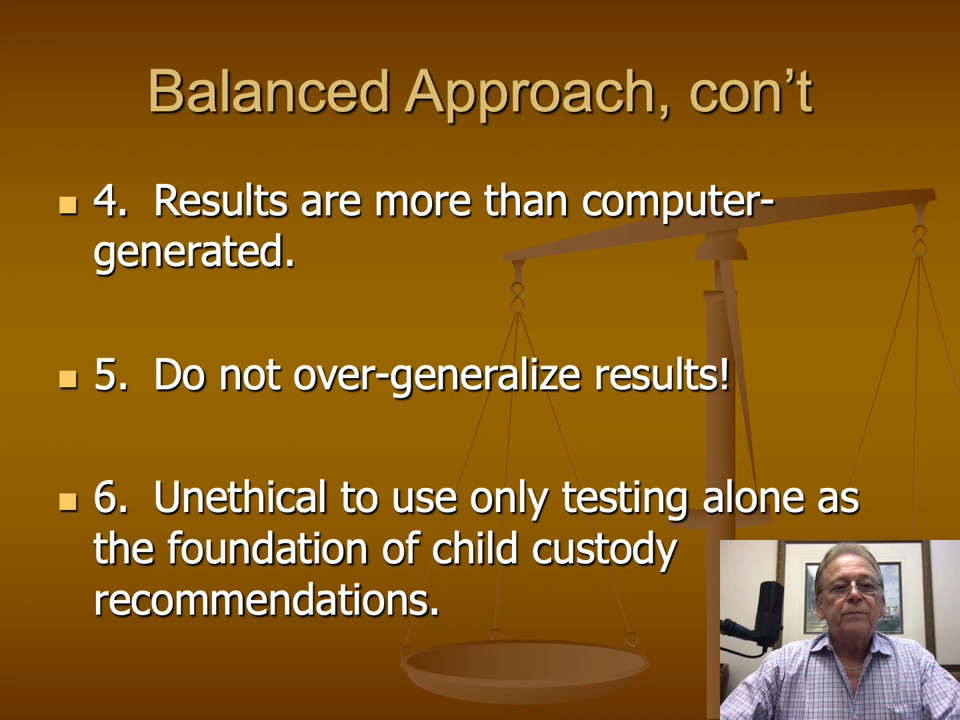 Balanced Approach, con’t
4. Results are more than computer-
generated.
5. Do not over-generalize results!
6. Unethical to use only testing alone as
the foundation of child custody
recommendations.